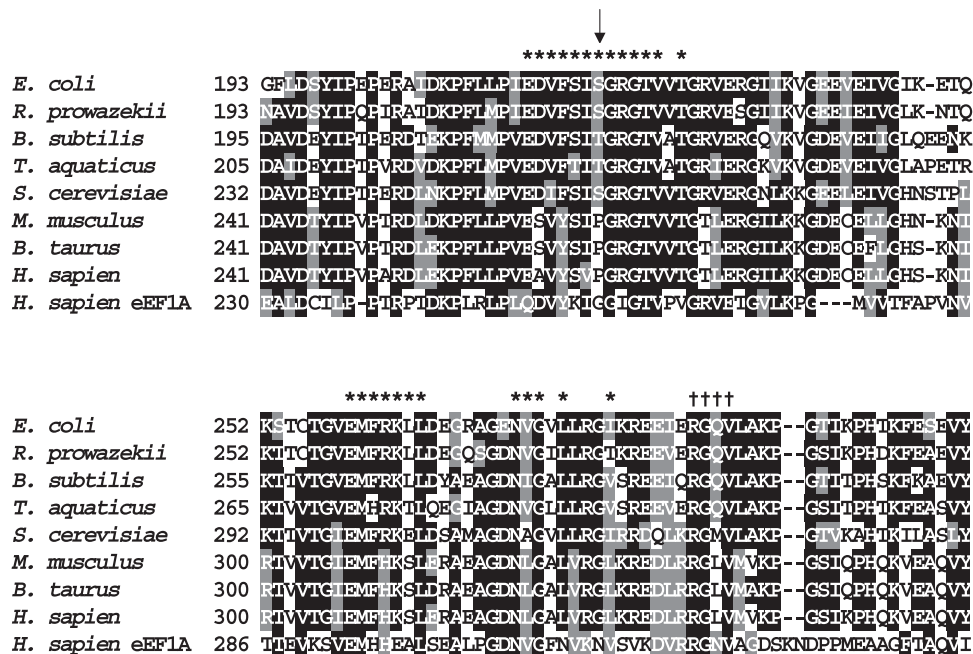 ↓
************ *
E. coli 193 GFLDSYIPEPERAIDKPFLLPIEDVFSISGRGTVVTGRVERGIIKVGEEVEIVGIK-ETQ
R. prowazekii 193 NAVDSYIPQPIRAIDKPFLMPIEDVFSISGRGTVVTGRVESGIIKVGEEIEIVGLK-NTQ
B. subtilis 195 DAVDEYIPTPERDTEKPFMMPVEDVFSITGRGTVATGRVERGQVKVGDEVEIIGLQEENK
T. aquaticus 205 DAIDEYIPTPVRDVDKPFLMPVEDVFTITGRGTVATGRIERGKVKVGDEVEIVGLAPETR
S. cerevisiae 232 DAVDEYIPTPERDLNKPFLMPVEDIFSISGRGTVVTGRVERGNLKKGEELEIVGHNSTPL
M. musculus 241 DAVDTYIPVPTRDLDKPFLLPVESVYSIPGRGTVVTGTLERGILKKGDECELLGHN-KNI
B. taurus 241 DAVDTYIPVPTRDLEKPFLLPVESVYSIPGRGTVVTGTLERGILKKGDECEFLGHS-KNI
H. sapien 241 DAVDTYIPVPARDLEKPFLLPVEAVYSVPGRGTVVTGTLERGILKKGDECELLGHS-KNI
H. sapien eEF1A 230 EALDCILP-PTRPTDKPLRLPLQDVYKIGGIGTVPVGRVETGVLKPG---MVVTFAPVNV
******* *** * * ††††
E. coli 252 KSTCTGVEMFRKLLDEGRAGENVGVLLRGIKREEIERGQVLAKP--GTIKPHTKFESEVY
R. prowazekii 252 KTTCTGVEMFRKLLDEGQSGDNVGILLRGTKREEVERGQVLAKP--GSIKPHDKFEAEVY
B. subtilis 255 KTTVTGVEMFRKLLDYAEAGDNIGALLRGVSREEIQRGQVLAKP--GTITPHSKFKAEVY
T. aquaticus 265 KTVVTGVEMHRKTLQEGIAGDNVGLLLRGVSREEVERGQVLAKP--GSITPHTKFEASVY
S. cerevisiae 292 KTTVTGIEMFRKELDSAMAGDNAGVLLRGIRRDQLKRGMVLAKP--GTVKAHTKILASLY
M. musculus 300 RTVVTGIEMFHKSLERAEAGDNLGALVRGLKREDLRRGLVMVKP--GSIQPHQKVEAQVY
B. taurus 300 RTVVTGIEMFHKSLDRAEAGDNLGALVRGLKREDLRRGLVMAKP--GSIQPHQKVEAQVY
H. sapien 300 RTVVTGIEMFHKSLERAEAGDNLGALVRGLKREDLRRGLVMVKP--GSIKPHQKVEAQVY
H. sapien eEF1A 286 TTEVKSVEMHHEALSEALPGDNVGFNVKNVSVKDVRRGNVAGDSKNDPPMEAAGFTAQVI